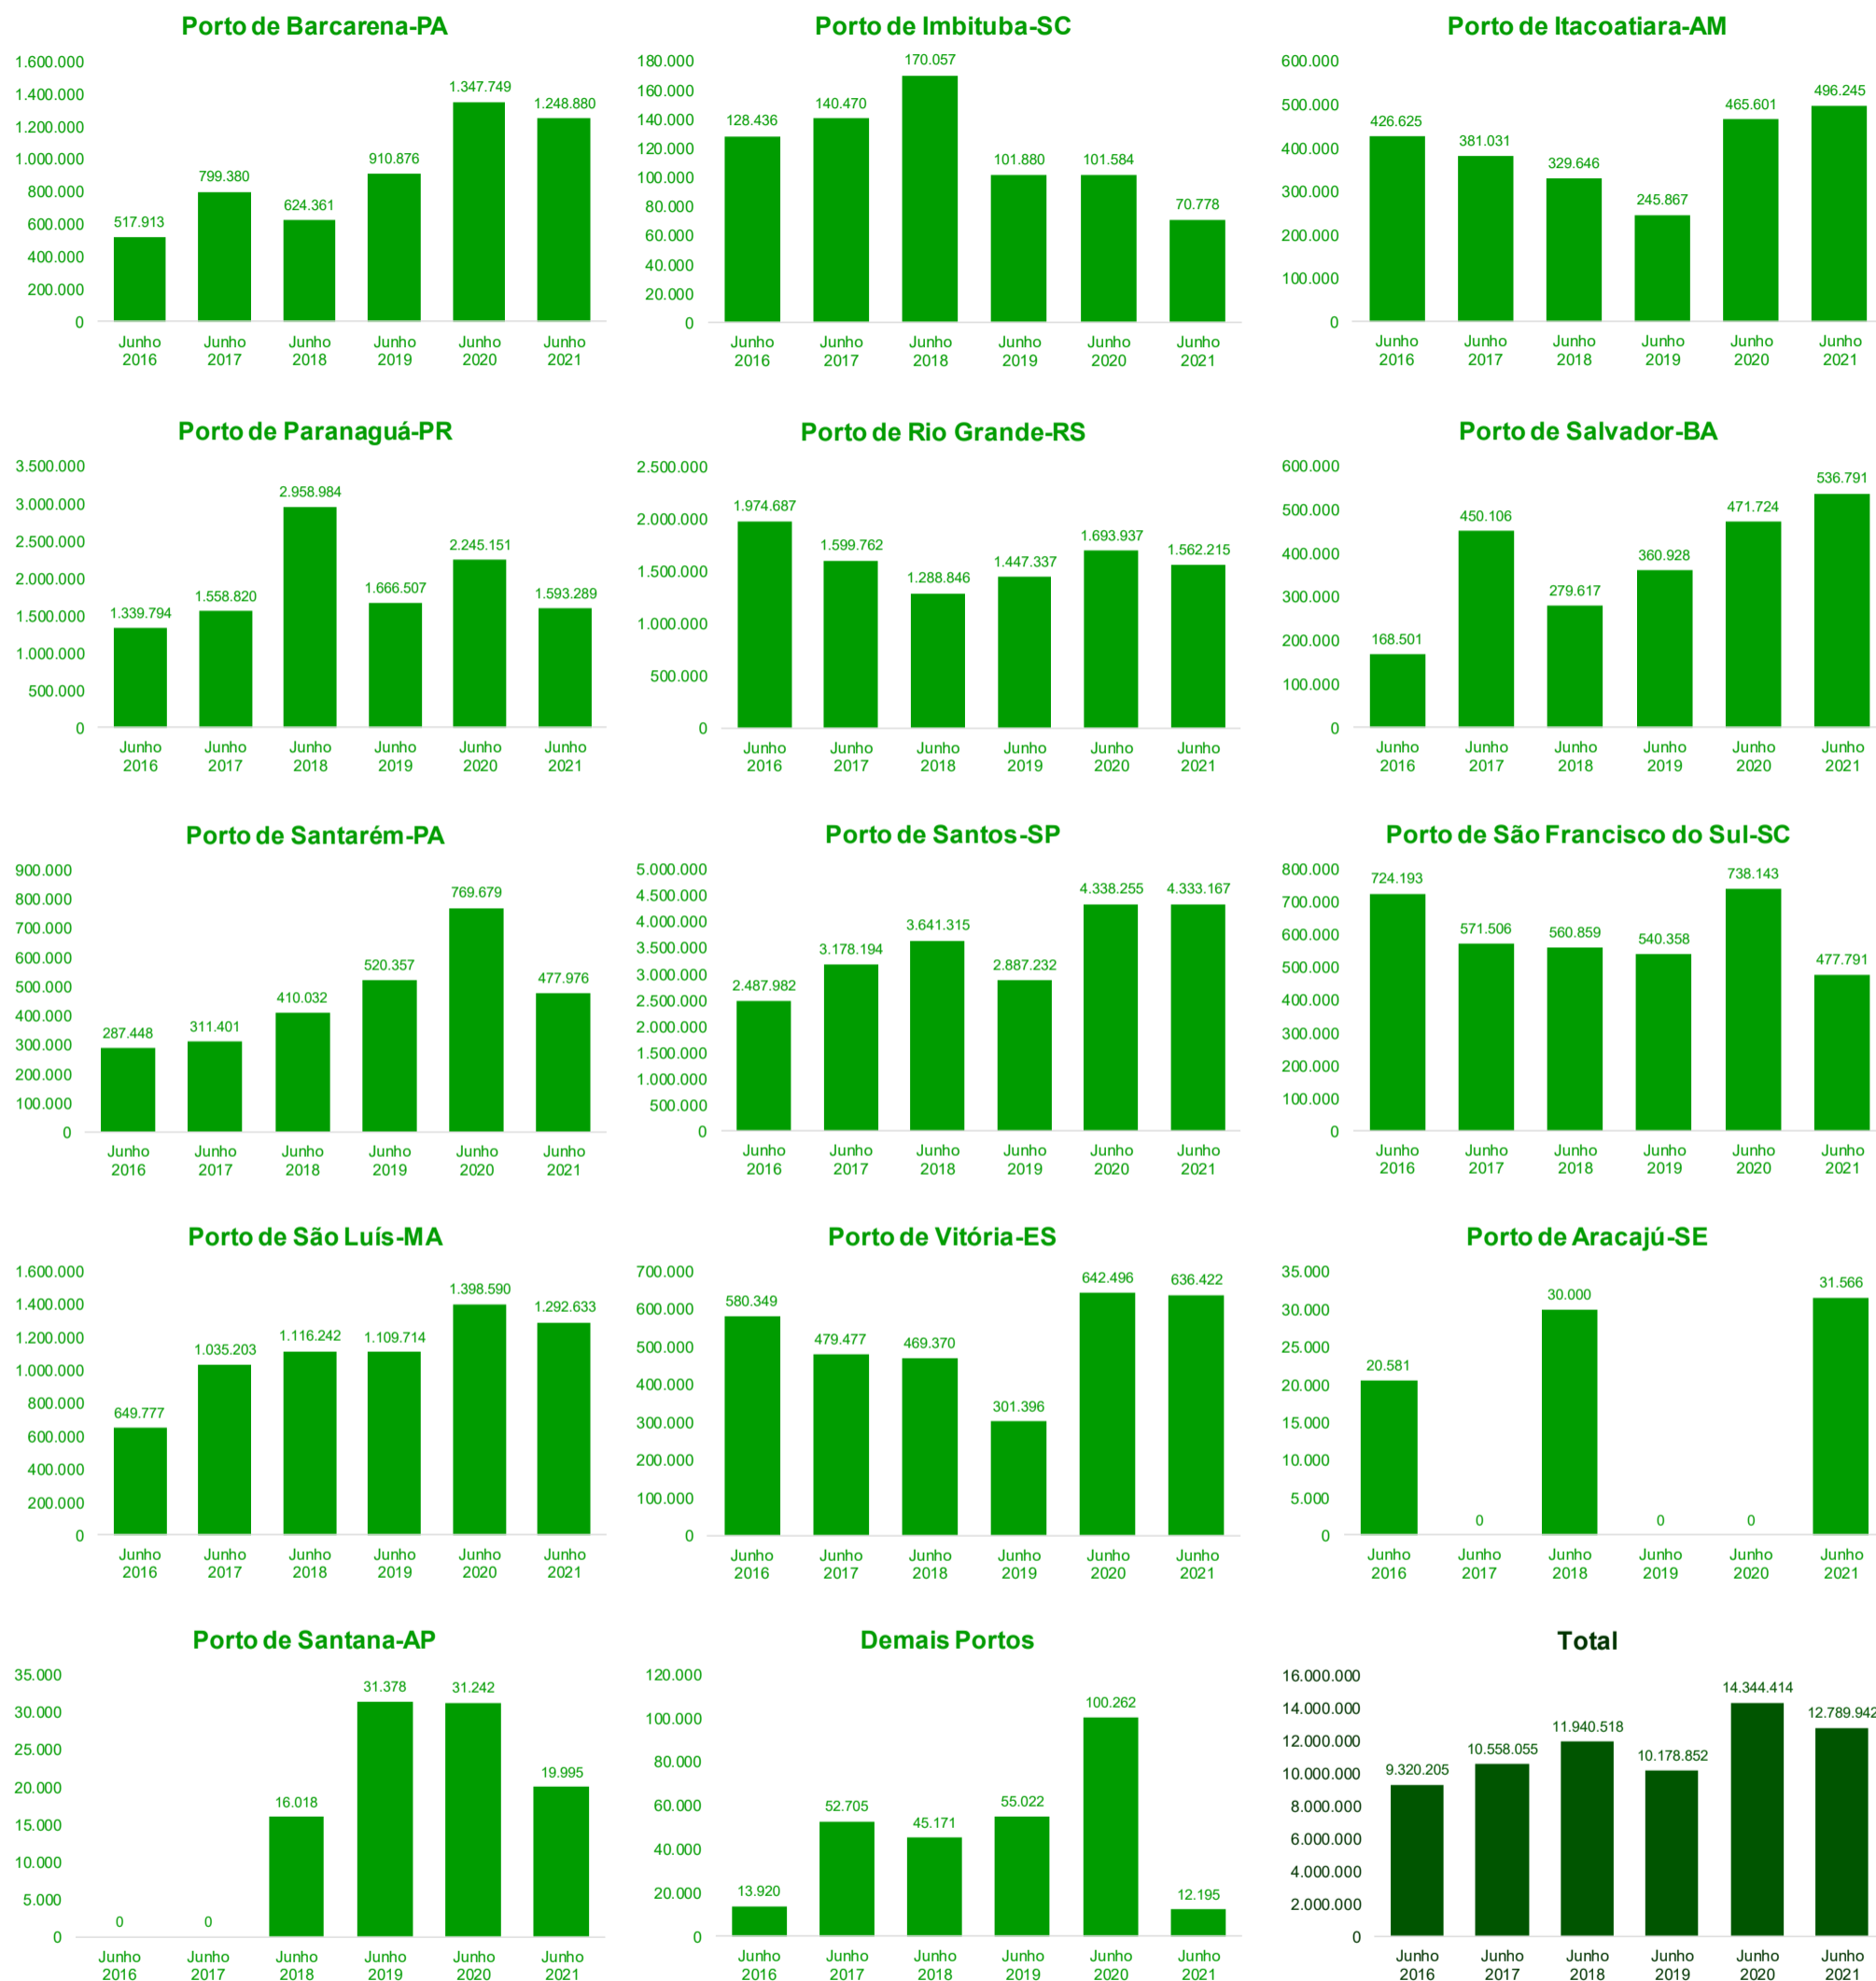 Porto de Barcarena-PA
1.600.000
1.400.000
1.200.000
1.000.000
800.000
600.000
400.000
200.000
0
517.913
799.380
624.361
910.876
1.347.749
1.248.880
Junho 2016
Junho 2017
Junho 2018
Junho 2019
Junho 2020
Junho 2021
Porto de Imbituba-SC
180.000
160.000
140.000
120.000
100.000
80.000
60.000
40.000
20.000
0
128.436
140.470
170.057
101.880
101.584
70.778
Junho 2016
Junho 2017
Junho 2018
Junho 2019
Junho 2020
Junho 2021
Porto de Itacoatiara-AM
600.000
500.000
400.000
300.000
200.000
100.000
0
426.625
381.031
329.646
245.867
465.601
496.245
Junho 2016
Junho 2017
Junho 2018
Junho 2019
Junho 2020
Junho 2021
Porto de Paranaguá-PR
3.500.000
3.000.000
2.500.000
2.000.000
1.500.000
1.000.000
500.000
0
1.339.794
1.558.820
2.958.984
1.666.507
2.245.151
1.593.289
Junho 2016
Junho 2017
Junho 2018
Junho 2019
Junho 2020
Junho 2021
Porto de Rio Grande-RS
2.500.000
2.000.000
1.500.000
1.000.000
500.000
0
1.974.687
1.599.762
1.288.846
1.447.337
1.693.937
1.562.215
Junho 2016
Junho 2017
Junho 2018
Junho 2019
Junho 2020
Junho 2021
Porto de Salvador-BA
600.000
500.000
400.000
300.000
200.000
100.000
0
168.501
450.106
279.617
360.928
471.724
536.791
Junho 2016
Junho 2017
Junho 2018
Junho 2019
Junho 2020
Junho 2021
Porto de Santarém-PA
900.000
800.000
700.000
600.000
500.000
400.000
300.000
200.000
100.000
0
287.448
311.401
410.032
520.357
769.679
477.976
Junho 2016
Junho 2017
Junho 2018
Junho 2019
Junho 2020
Junho 2021
Porto de Santos-SP
5.000.000
4.500.000
4.000.000
3.500.000
3.000.000
2.500.000
2.000.000
1.500.000
1.000.000
500.000
0
2.487.982
3.178.194
3.641.315
2.887.232
4.338.255
4.333.167
Junho 2016
Junho 2017
Junho 2018
Junho 2019
Junho 2020
Junho 2021
Porto de São Francisco do Sul-SC
800.000
700.000
600.000
500.000
400.000
300.000
200.000
100.000
0
724.193
571.506
560.859
540.358
738.143
477.791
Junho 2016
Junho 2017
Junho 2018
Junho 2019
Junho 2020
Junho 2021
Porto de São Luís-MA
1.600.000
1.400.000
1.200.000
1.000.000
800.000
600.000
400.000
200.000
0
649.777
1.035.203
1.116.242
1.109.714
1.398.590
1.292.633
Junho 2016
Junho 2017
Junho 2018
Junho 2019
Junho 2020
Junho 2021
Porto de Vitória-ES
700.000
600.000
500.000
400.000
300.000
200.000
100.000
0
580.349
479.477
469.370
301.396
642.496
636.422
Junho 2016
Junho 2017
Junho 2018
Junho 2019
Junho 2020
Junho 2021
Porto de Aracajú-SE
35.000
30.000
25.000
20.000
15.000
10.000
5.000
0
20.581
0
30.000
0
0
31.566
Junho 2016
Junho 2017
Junho 2018
Junho 2019
Junho 2020
Junho 2021
Porto de Santana-AP
35.000
30.000
25.000
20.000
15.000
10.000
5.000
0
0
0
16.018
31.378
31.242
19.995
Junho 2016
Junho 2017
Junho 2018
Junho 2019
Junho 2020
Junho 2021
Demais Portos
120.000
100.000
80.000
60.000
40.000
20.000
0
13.920
52.705
45.171
55.022
100.262
12.195
Junho 2016
Junho 2017
Junho 2018
Junho 2019
Junho 2020
Junho 2021
Total
16.000.000
14.000.000
12.000.000
10.000.000
8.000.000
6.000.000
4.000.000
2.000.000
0
9.320.205
10.558.055
11.940.518
10.178.852
14.344.414
12.789.942
Junho 2016
Junho 2017
Junho 2018
Junho 2019
Junho 2020
Junho 2021